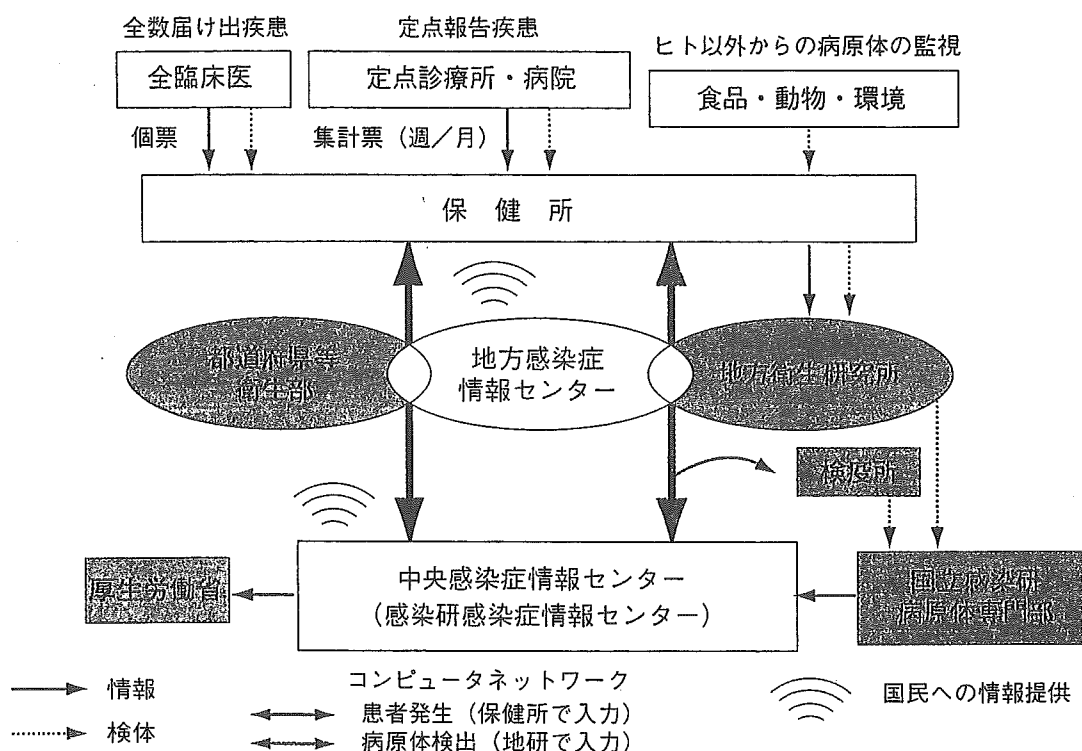 全数届け出疾患
定点報告疾患
ヒト以外からの病原体の監視
全臨床医
定点診療所・病院
食品・動物・環境
個票
集計票（週／月）
保健所
都道府県等
衛生部
地方感染症
情報センター
地方衛生研究所
検疫所
厚生労働省
中央感染症情報センター
（感染研感染症情報センター）
国立感染研
病原体専門部
情報
検体
コンピュータネットワーク
患者発生（保健所で入力）
病原体検出（地研で入力）
国民への情報提供